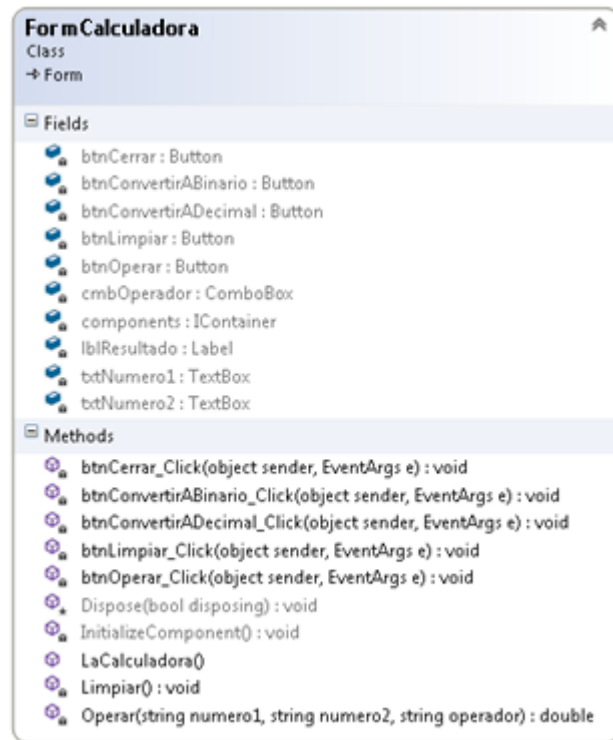 FormCalculadora
Class
Form
Fields
btnCerrar : Button
btnConvertirABinario : Button
btnConvertirADecimal : Button
btnLimpiar : Button
btnOperar : Button
cmbOperador : ComboBox
components : IContainer
lblResultado : Label
txtNumero1 : TextBox
txtNumero2 : TextBox
Methods
btnCerrar_Click(object sender, EventArgs e) : void
btnConvertirABinario_Click(object sender, EventArgs e) : void
btnConvertirADecimal_Click(object sender, EventArgs e) : void
btnLimpiar_Click(object sender, EventArgs e) : void
btnOperar_Click(object sender, EventArgs e) : void
Dispose(bool disposing) : void
InitializeComponent() : void
LaCalculadora()
Limpiar() : void
Operar(string numero1, string numero2, string operador) : double